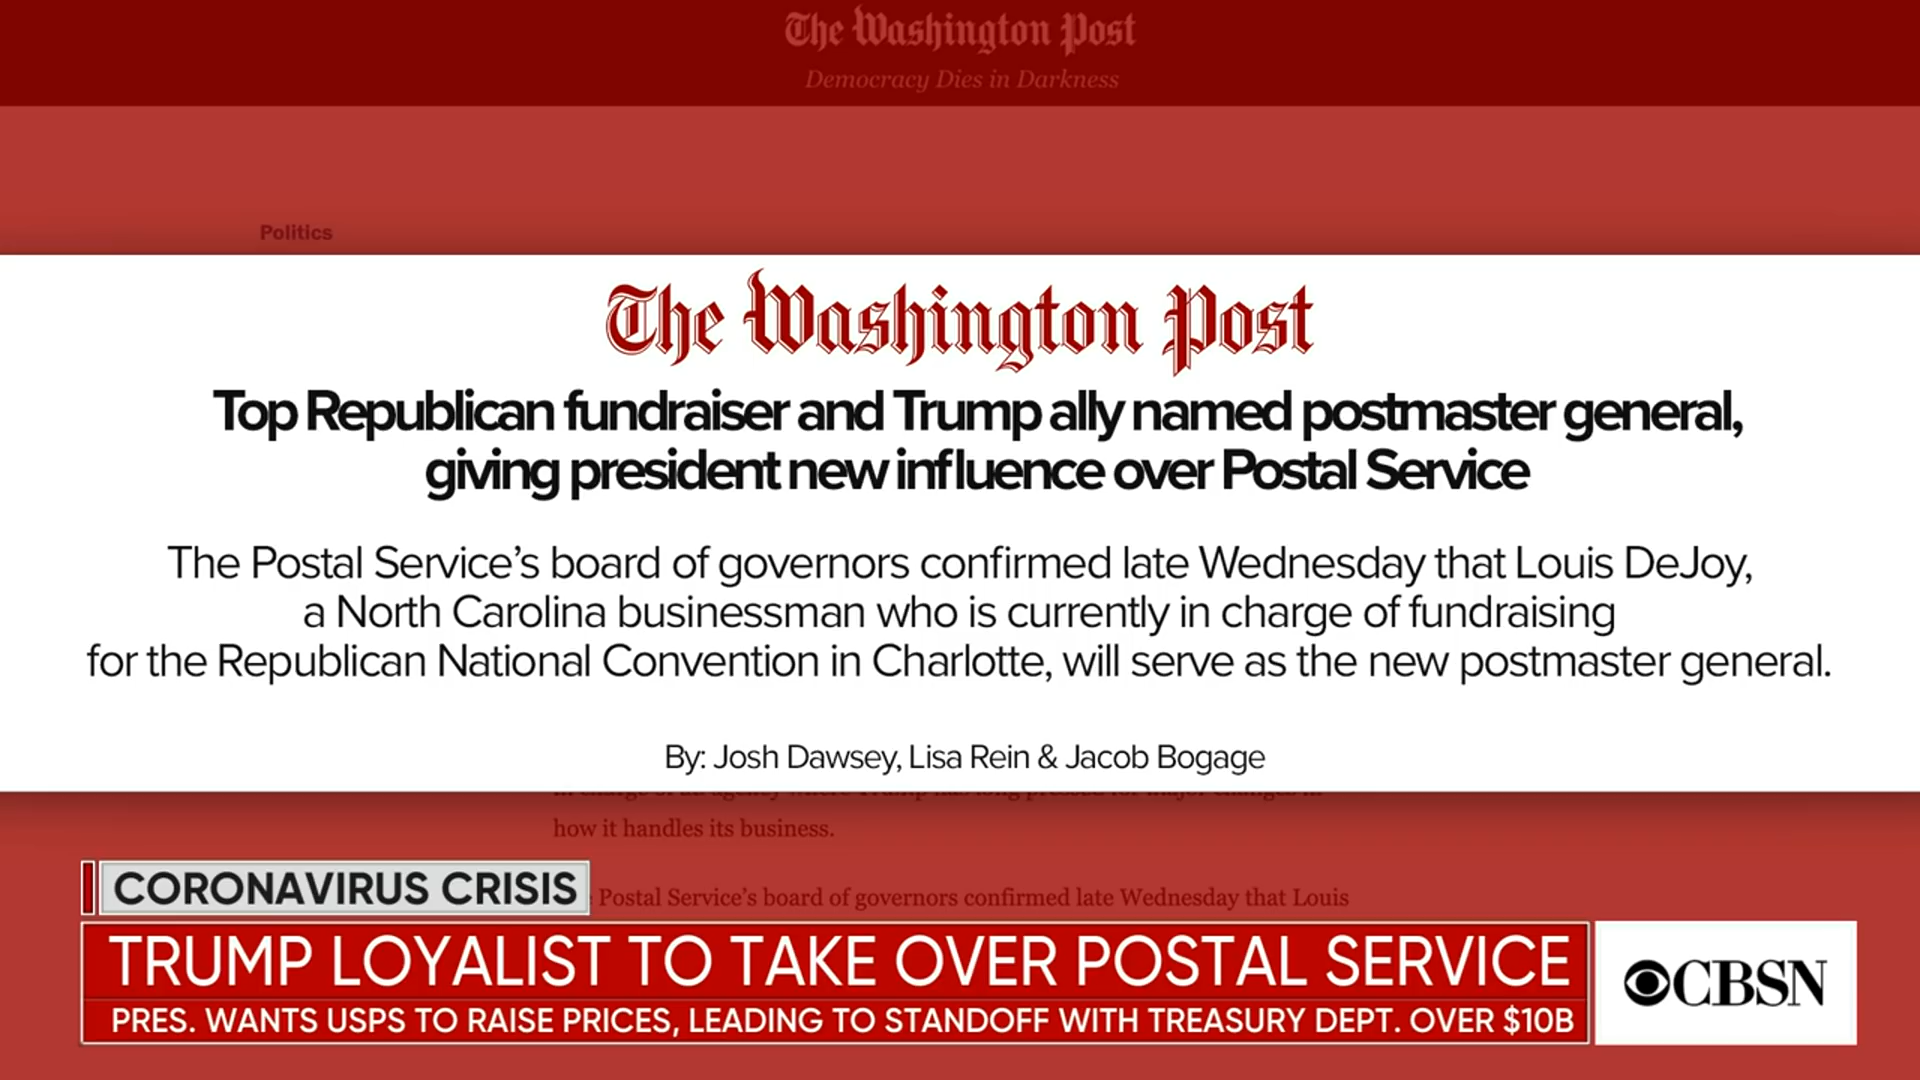 The Washington Post
Democracy Dies in Darkness
Politics
The Washington Post
Top Republican fundraiser and Trump ally named postmaster general,
giving president new influence over Postal Service
The Postal Service’s board of governors confirmed late Wednesday that Louis DeJoy,
a North Carolina businessman who is currently in charge of fundraising
for the Republican National Convention in Charlotte, will serve as the new postmaster general.
By: Josh Dawsey, Lisa Rein & Jacob Bogage
how it handles its business.
Postal Service’s board of governors confirmed late Wednesday that Louis
CORONAVIRUS CRISIS
TRUMP LOYALIST TO TAKE OVER POSTAL SERVICE
PRES. WANTS USPS TO RAISE PRICES, LEADING TO STANDOFF WITH TREASURY DEPT. OVER $10B
CBSN